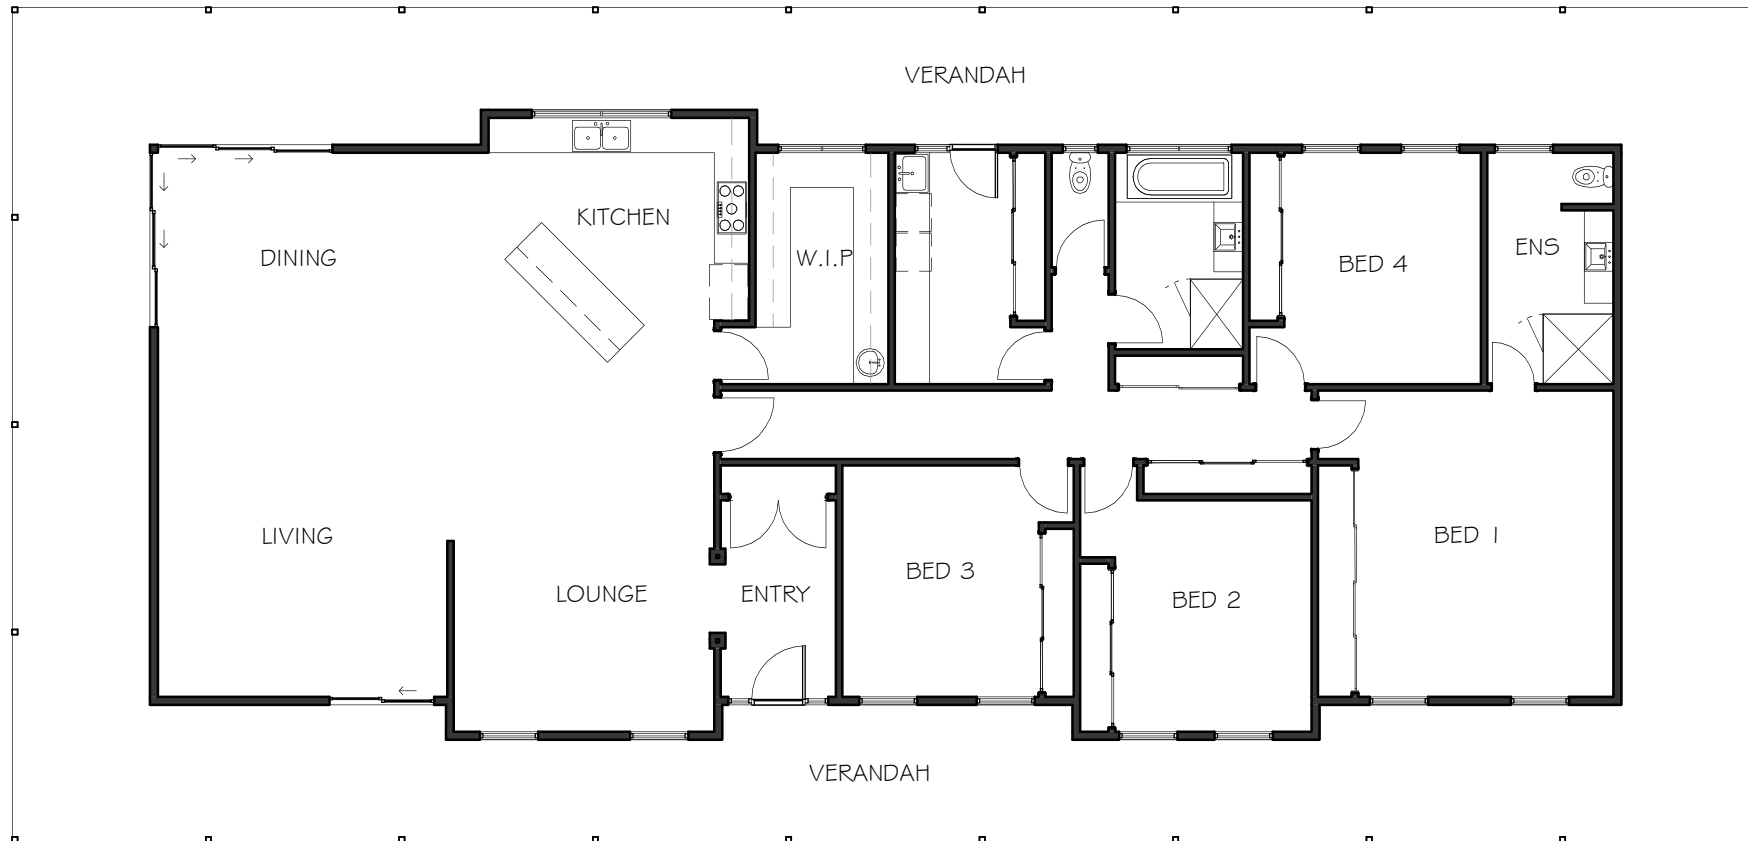 VERANDAH
KITCHEN
DINING
W.I.P
BED 4
ENS
LIVING
LOUNGE
ENTRY
BED 3
BED 2
BED 1
VERANDAH